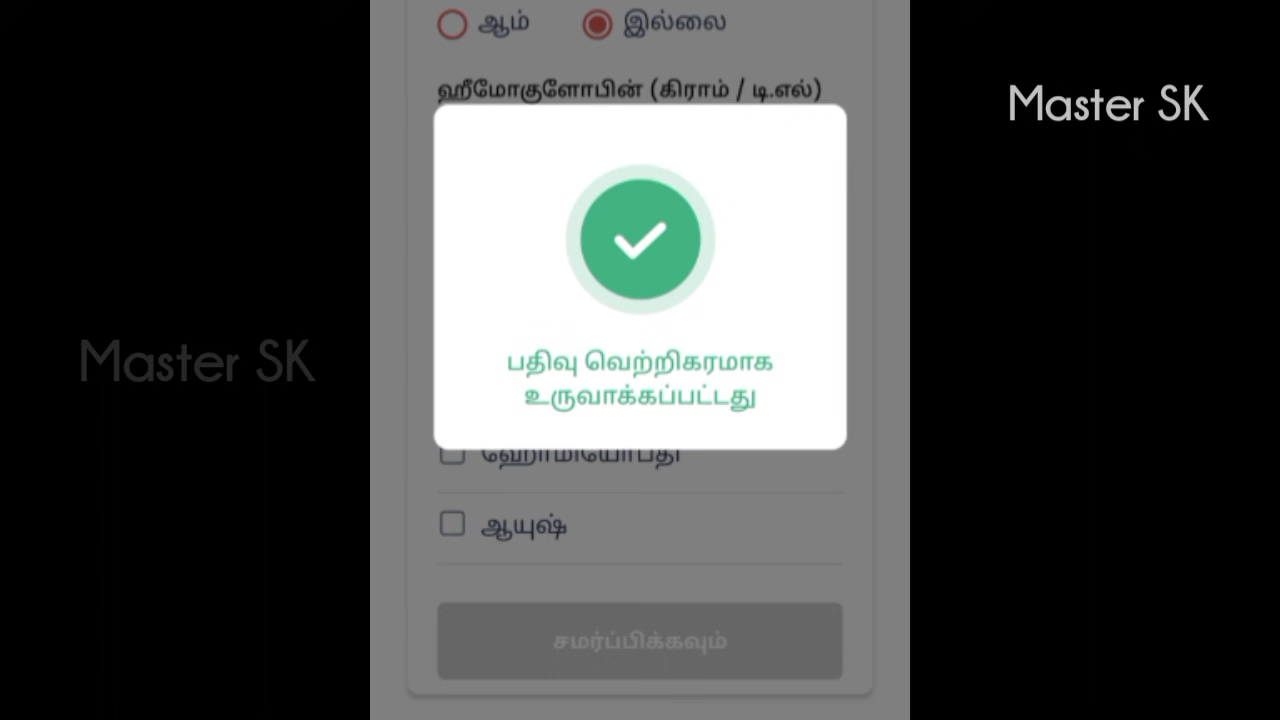 ஆம் இல்லை
ஹீமோகுளோபின் (கிராம் / டி.எல்)
Master SK
Master SK
பதிவு வெற்றிகரமாக
உருவாக்கப்பட்டது
ஹோமியோபதி
ஆயுஷ்
சமர்ப்பிக்கவும்